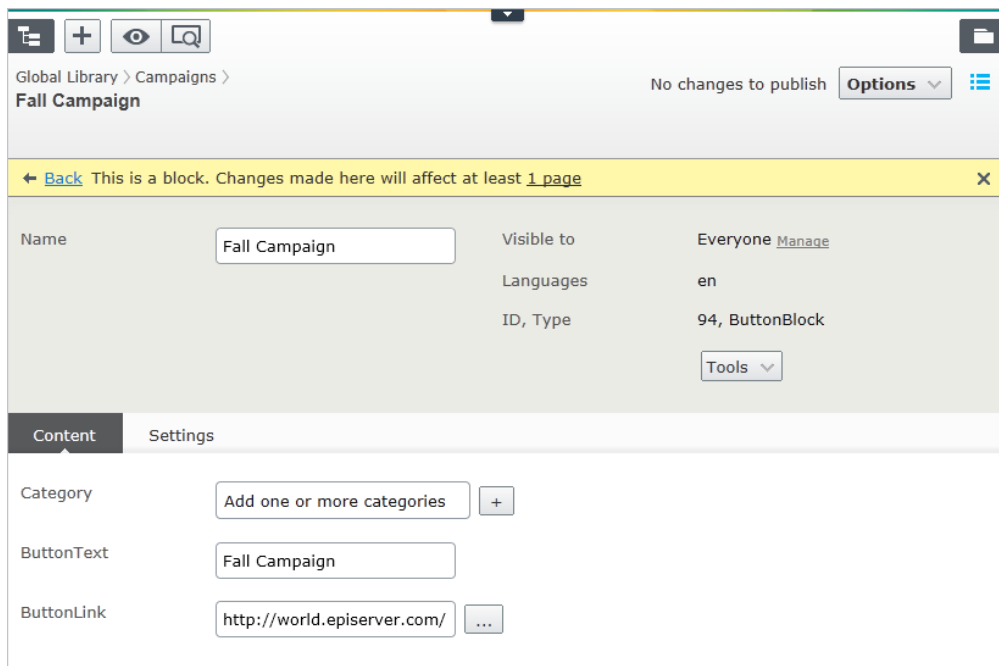 Global Library > Campaigns >
Fall Campaign
No changes to publish
Options
Back This is a block. Changes made here will affect at least 1 page
Name
Fall Campaign
Visible to
Everyone Manage
Languages
en
ID, Type
94, ButtonBlock
Tools
Content
Settings
Category
Add one or more categories
+
ButtonText
Fall Campaign
ButtonLink
http://world.episerver.com/
...